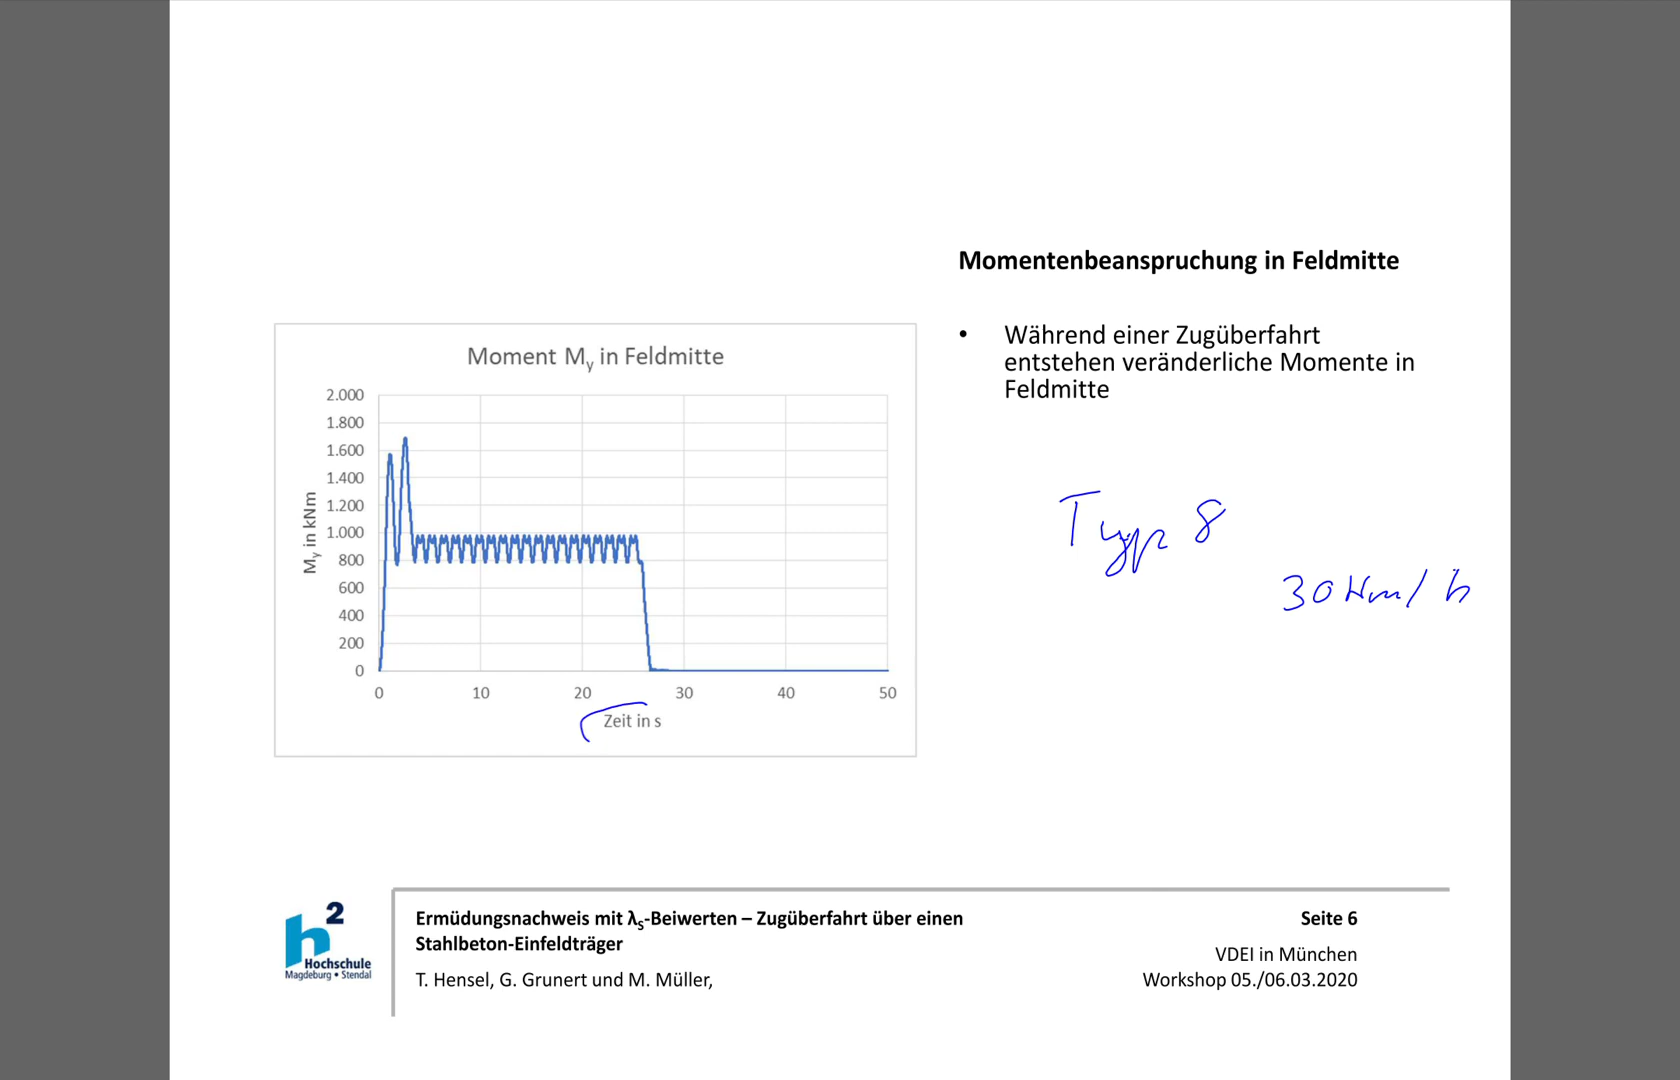 Momentenbeanspruchung in Feldmitte
• Während einer Zugüberfahrt
entstehen veränderliche Momente in
Feldmitte
Moment My in Feldmitte
2.000
1.800
1.600
1.400
1.200
1.000
800
600
400
200
0
My in kNm
0 10 20 30 40 50
Zeit in s
Typ 8
30 Km/h
h2
Hochschule
Magdeburg • Stendal
Ermüdungsnachweis mit λs-Beiwerten – Zugüberfahrt über einen
Stahlbeton-Einfeldträger
T. Hensel, G. Grunert und M. Müller,
Seite 6
VDEI in München
Workshop 05./06.03.2020